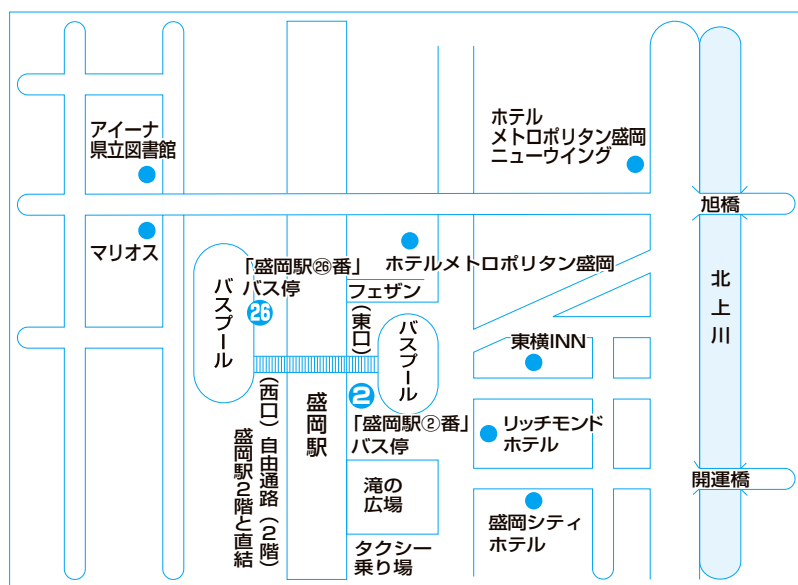 アイーナ
県立図書館
ホテル
メトロポリタン盛岡
ニューウイング
旭橋
マリオス
「盛岡駅㉖番」
バス停
26
バスプール
ホテルメトロポリタン盛岡
フェザン
(東口)
バスプール
北上川
東横INN
2
「盛岡駅②番」
バス停
盛岡駅
(西口)自由通路(2階)
盛岡駅2階と直結
リッチモンド
ホテル
滝の
広場
開運橋
盛岡シティ
ホテル
タクシー
乗り場